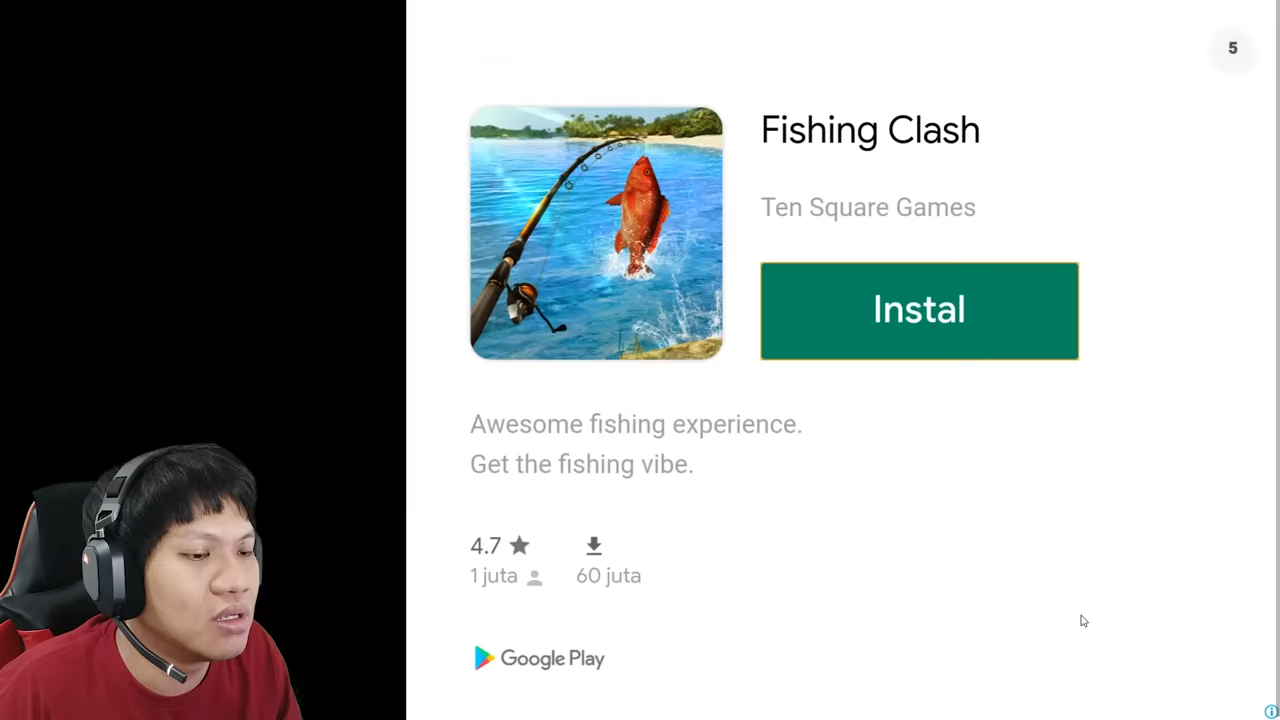 5
Fishing Clash
Ten Square Games
Instal
Awesome fishing experience.
Get the fishing vibe.
4.7
1 juta
60 juta
Google Play